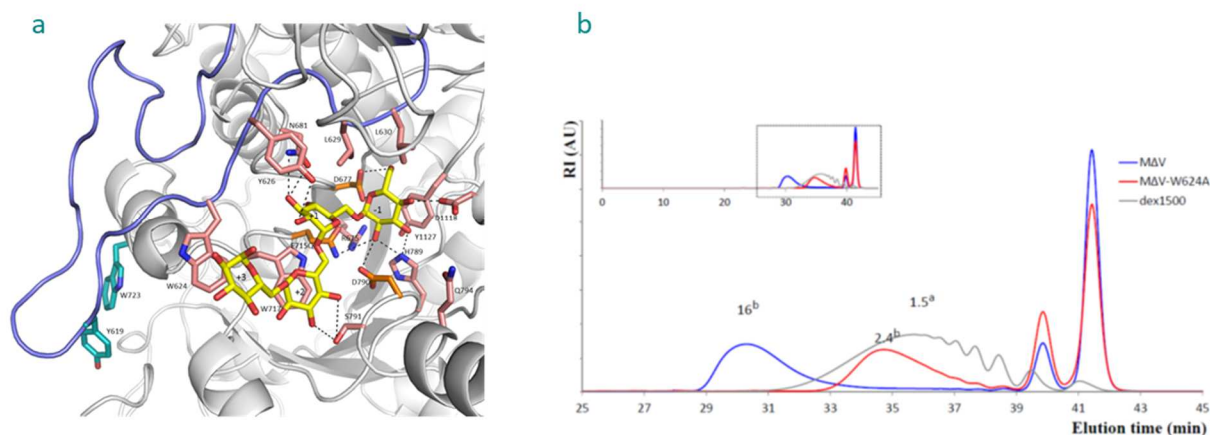 a
b
N681
L629
L630
Y626
D677
+1
-1
D1118
Y1127
W624
H789
+3
D790
Q794
W723
+2
S791
Y619
RI (AU)
0
10
20
30
40
MΔV
MΔV-W624A
dex1500
16ᵇ
1.5ᵃ
2.4ᵇ
25
27
29
31
33
35
37
39
41
43
45
Elution time (min)